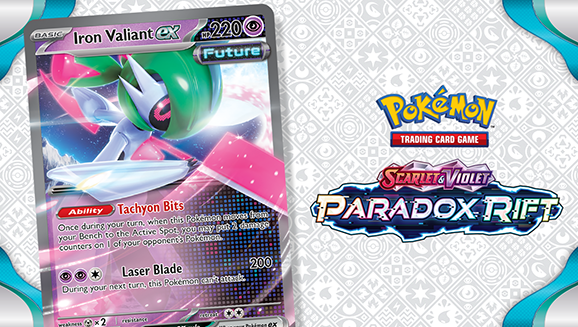 BASIC Iron Valiant ex HP 220
Future
Ability Tachyon Bits
Once during your turn, when this Pokémon moves from
your Bench to the Active Spot, you may put 2 damage
counters on 1 of your opponent's Pokémon.
Laser Blade 200
During your next turn, this Pokémon can't attack.
weakness ×2 resistance retreat
POKÉMON
TRADING CARD GAME
SCARLET & VIOLET
PARADOX RIFT